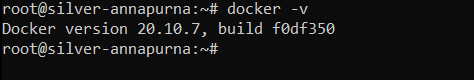 root@silver-annapurna:~# docker -v
Docker version 20.10.7, build f0df350
root@silver-annapurna:~#